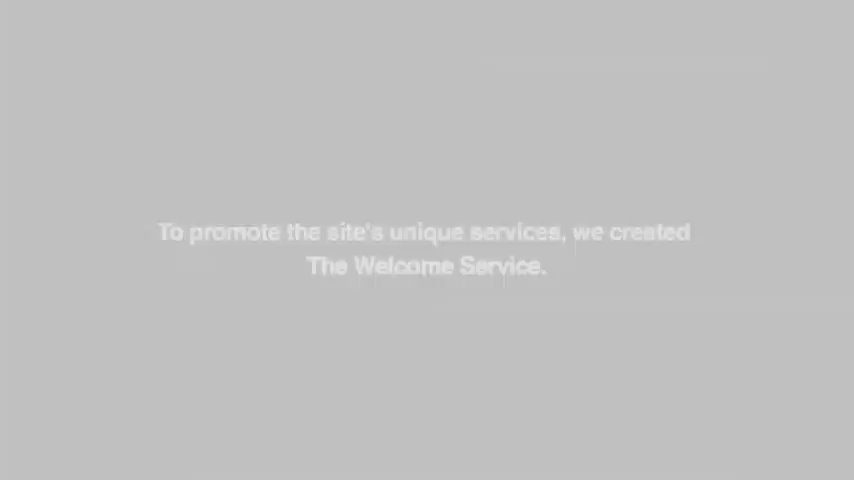 To promote the site's unique services, we created
The Welcome Service.